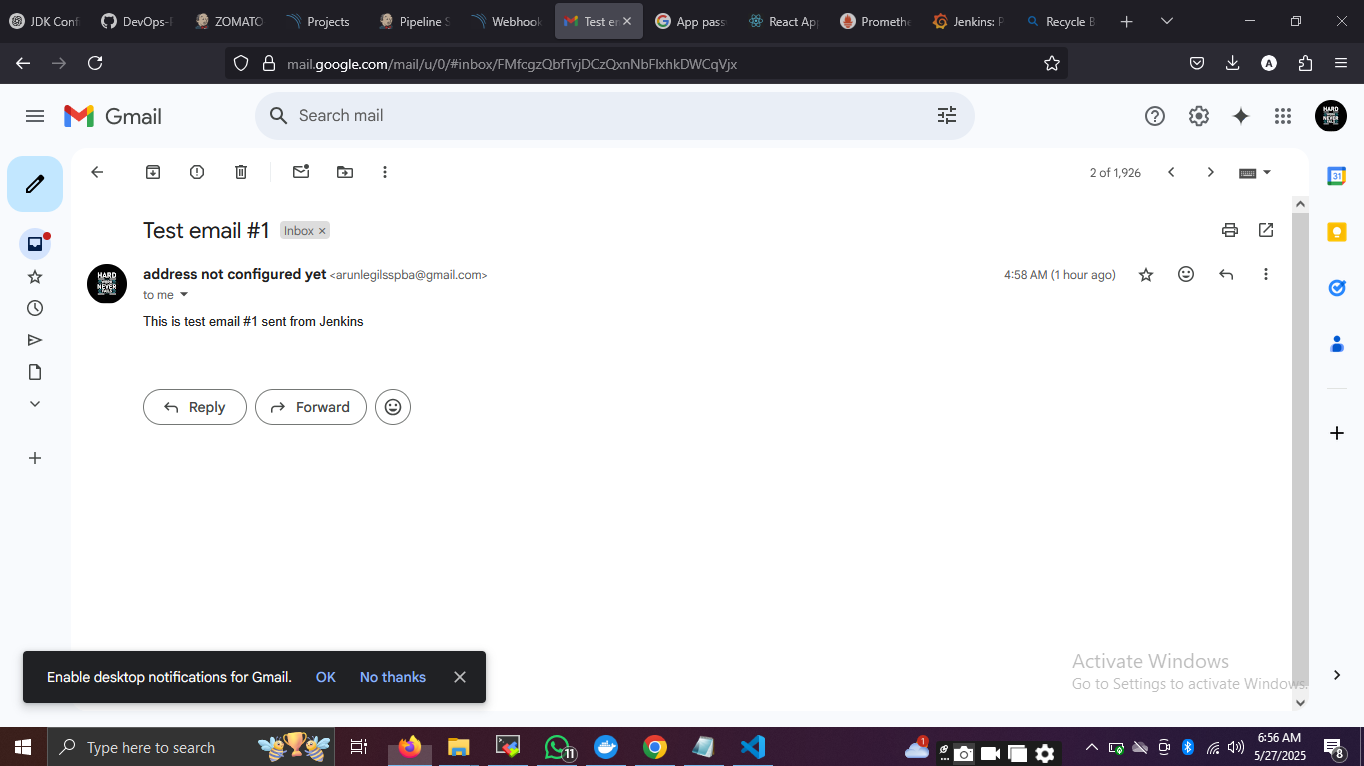 JDK Conf
DevOps-
ZOMATO
Projects
Pipeline S
Webhook
Test er
App pass
React Ap
Prometh
Jenkins: P
Recycle B
mail.google.com/mail/u/0/#inbox/FMfcgzQbfTvjDCzQxnNbFlxhkDWCqVjx
A
Gmail
Search mail
2 of 1,926
31
Test email #1 Inbox ×
address not configured yet <arunlegilsspba@gmail.com>
4:58 AM (1 hour ago)
to me
This is test email #1 sent from Jenkins
Reply
Forward
Enable desktop notifications for Gmail. OK No thanks
Activate Windows
Go to Settings to activate Windows.
Type here to search
11
1
6:56 AM
5/27/2025
8